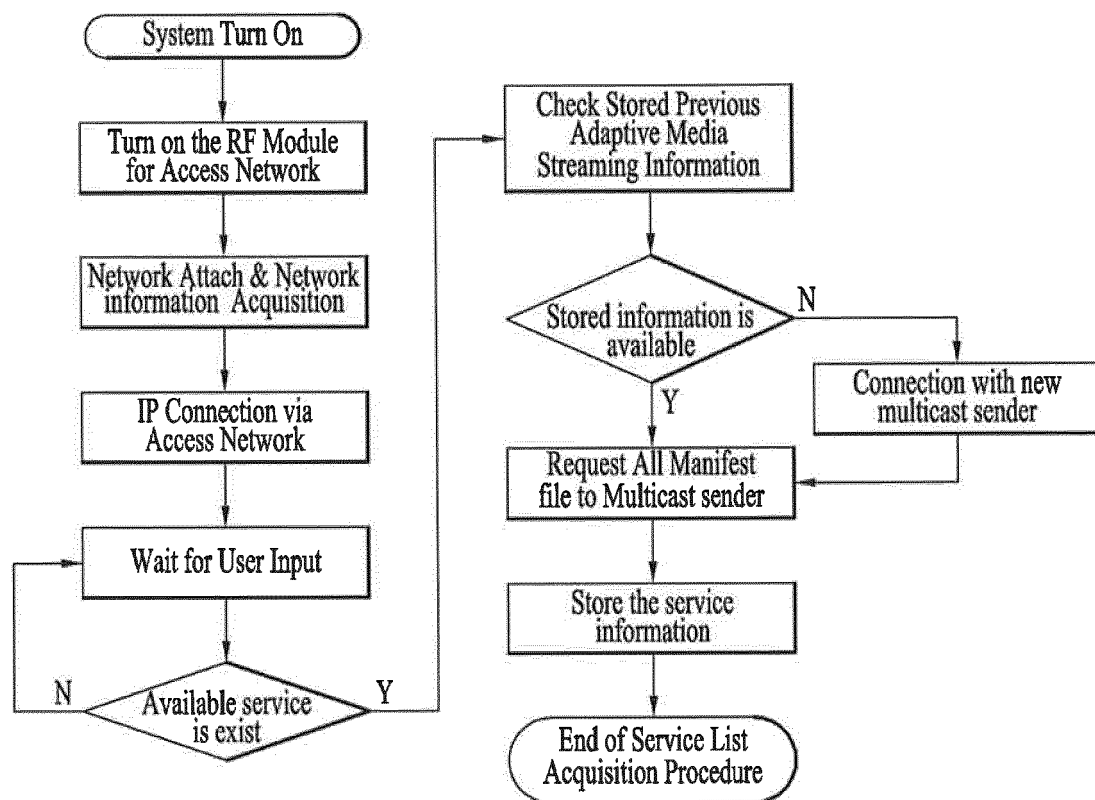 System Turn On
Turn on the RF Module
for Access Network
Network Attach & Network
information Acquisition
IP Connection via
Access Network
Wait for User Input
N
Y
Available service
is exist
Check Stored Previous
Adaptive Media
Streaming Information
Stored information is
available
N
Y
Connection with new
multicast sender
Request All Manifest
file to Multicast sender
Store the service
information
End of Service List
Acquisition Procedure